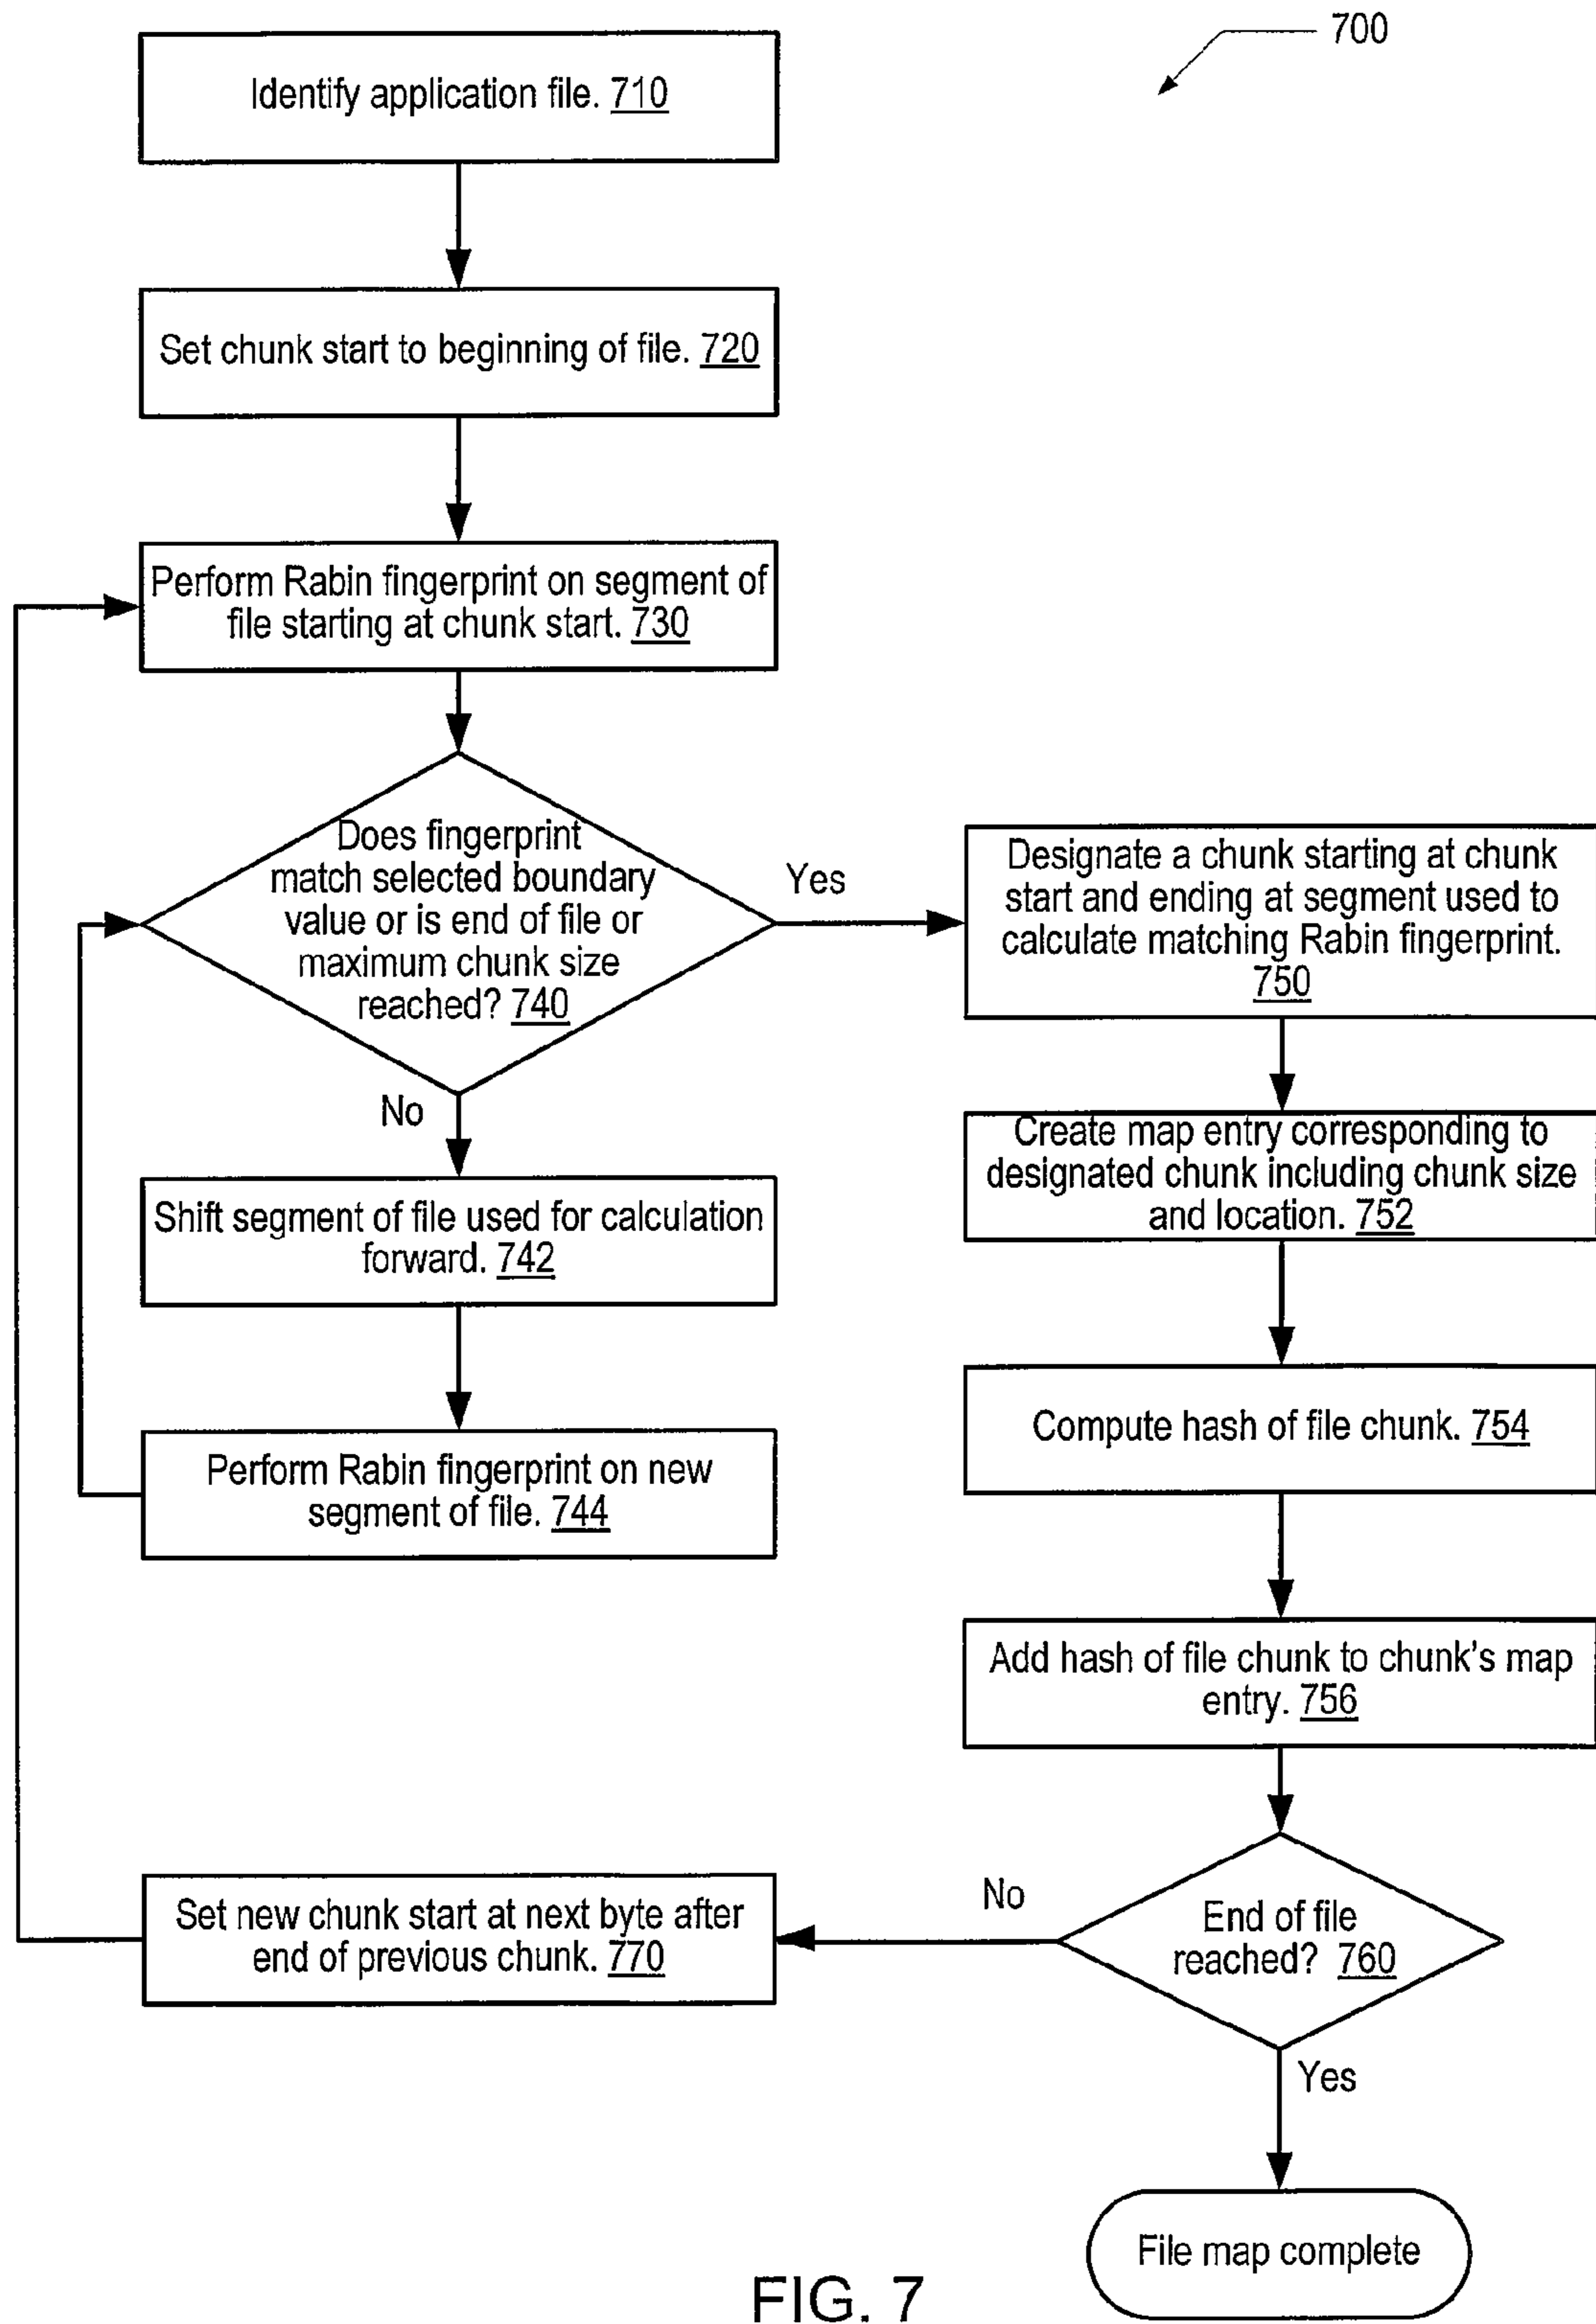 700
Identify application file. 710
Set chunk start to beginning of file. 720
Perform Rabin fingerprint on segment of
file starting at chunk start. 730
Does fingerprint
match selected boundary
value or is end of file or
maximum chunk size
reached? 740
Yes
No
Shift segment of file used for calculation
forward. 742
Perform Rabin fingerprint on new
segment of file. 744
Designate a chunk starting at chunk
start and ending at segment used to
calculate matching Rabin fingerprint.
750
Create map entry corresponding to
designated chunk including chunk size
and location. 752
Compute hash of file chunk. 754
Add hash of file chunk to chunk's map
entry. 756
End of file
reached? 760
No
Set new chunk start at next byte after
end of previous chunk. 770
Yes
File map complete
FIG. 7